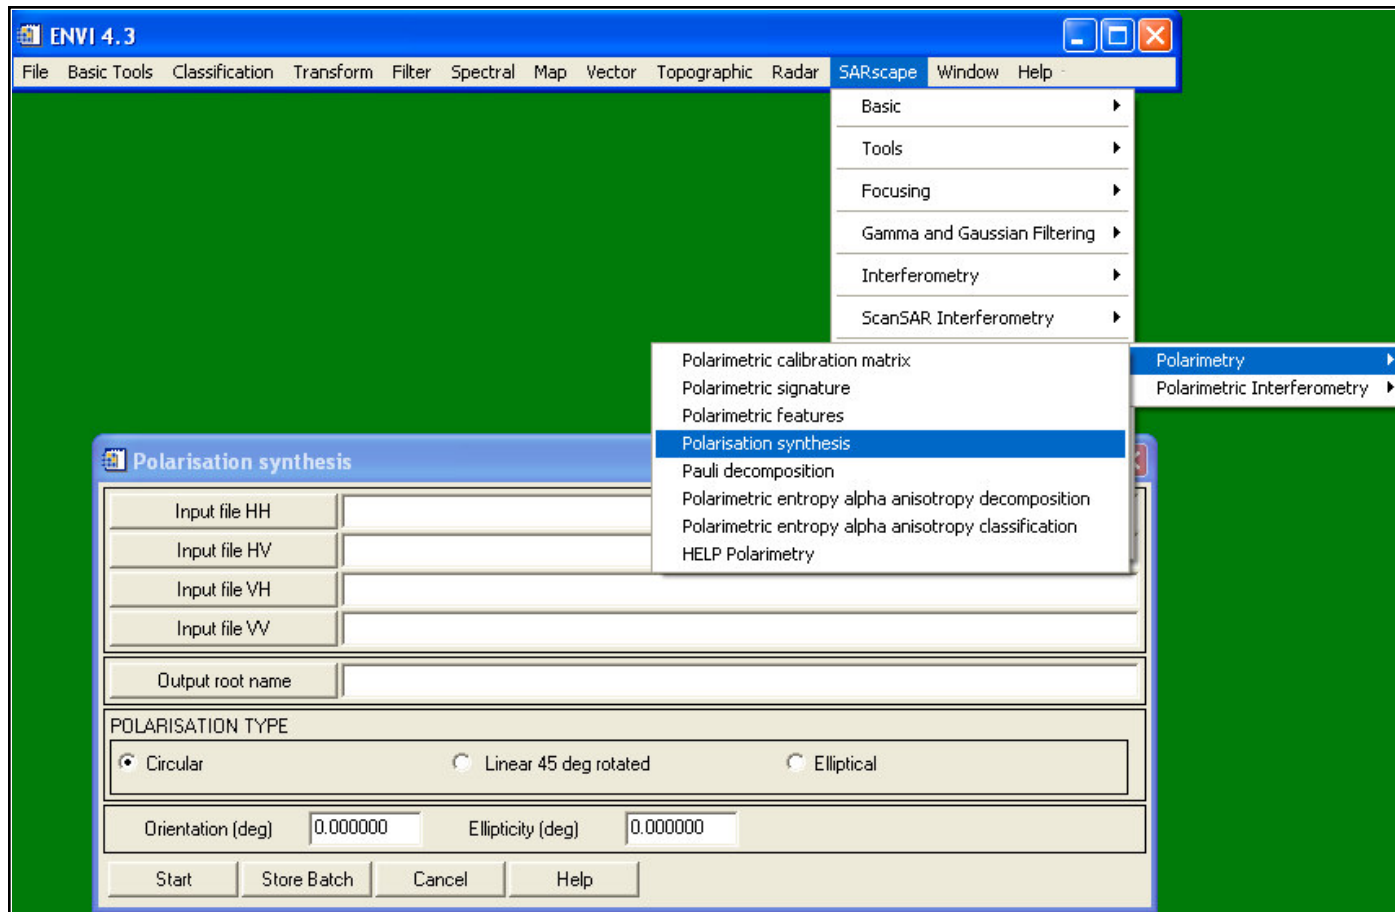 ENVI 4.3
File Basic Tools Classification Transform Filter Spectral Map Vector Topographic Radar SARscape Window Help
Basic
Tools
Focusing
Gamma and Gaussian Filtering
Interferometry
ScanSAR Interferometry
Polarimetry
Polarimetric Interferometry
Polarimetric calibration matrix
Polarimetric signature
Polarimetric features
Polarisation synthesis
Pauli decomposition
Polarimetric entropy alpha anisotropy decomposition
Polarimetric entropy alpha anisotropy classification
HELP Polarimetry
Polarisation synthesis
Input file HH
Input file HV
Input file VH
Input file VV
Output root name
POLARISATION TYPE
Circular Linear 45 deg rotated Elliptical
Orientation (deg) 0.000000 Ellipticity (deg) 0.000000
Start Store Batch Cancel Help